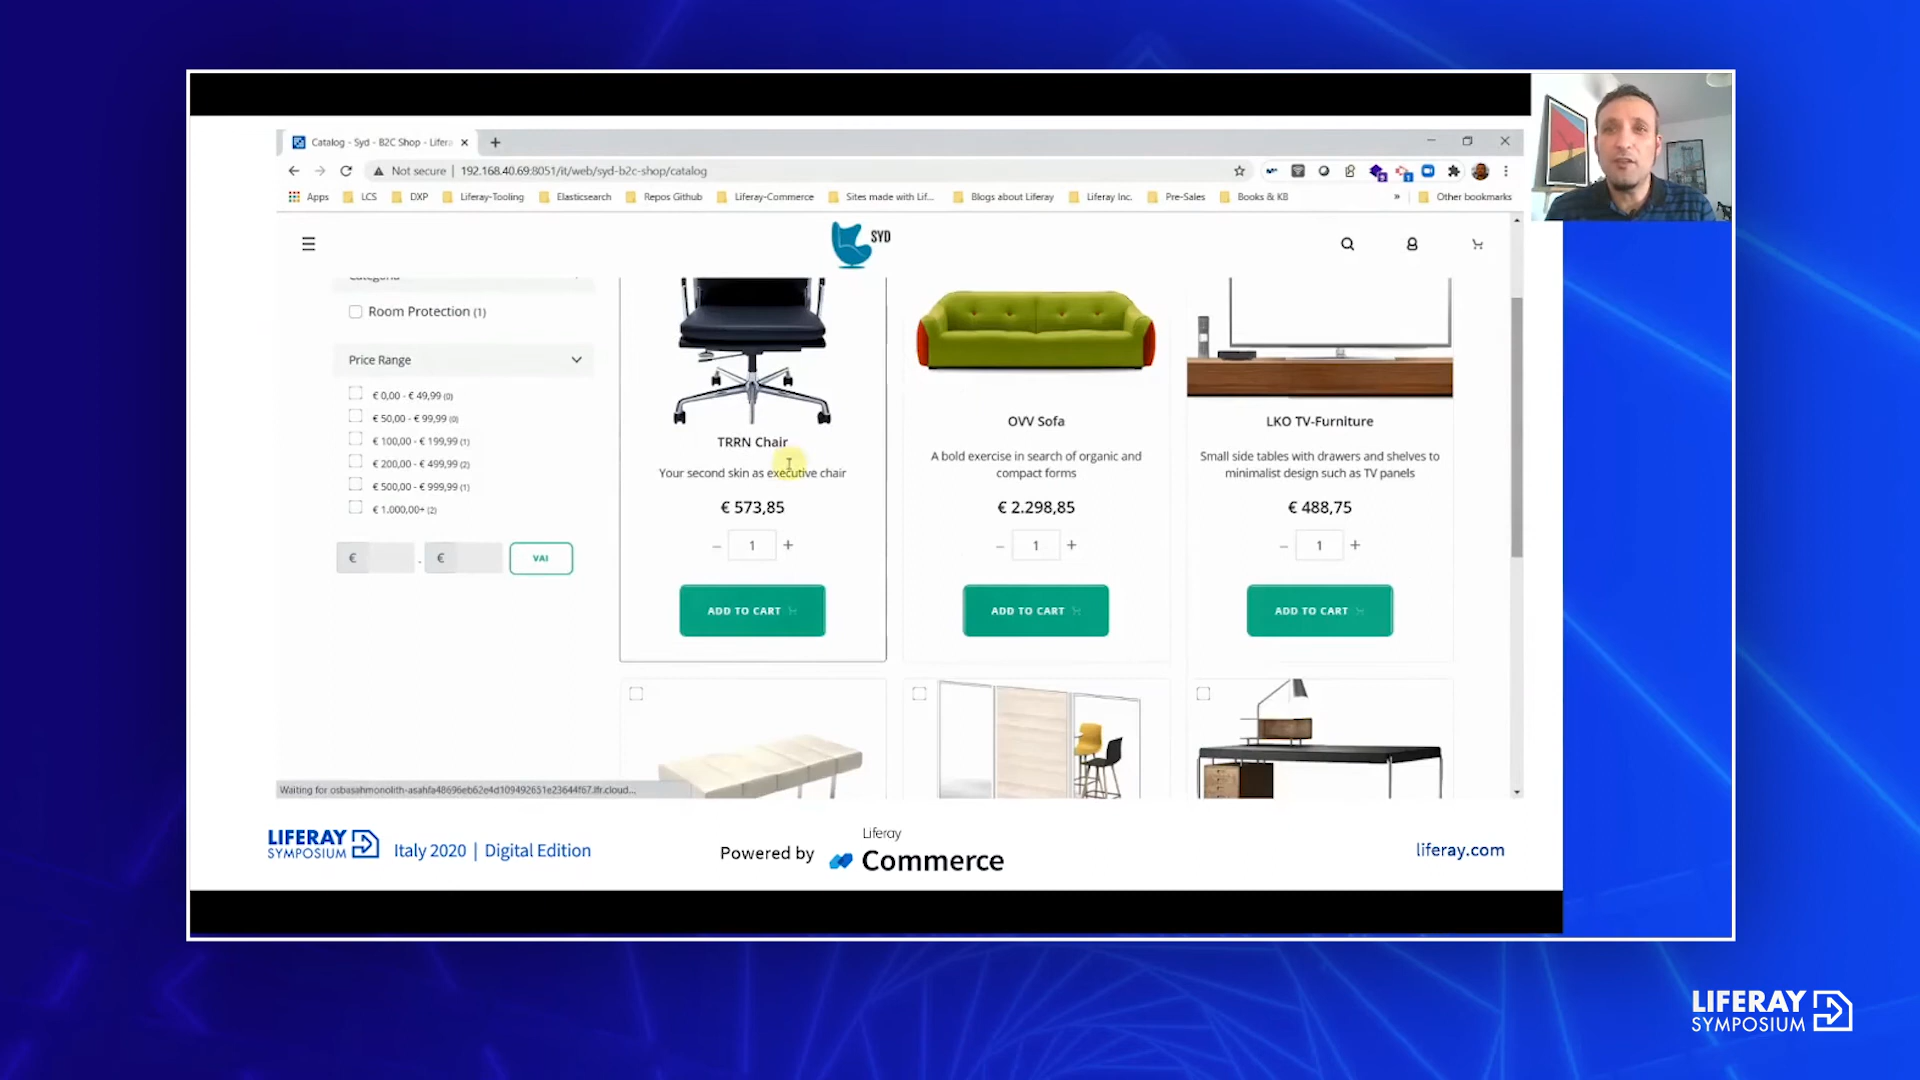 Catalog - Syd - B2C Shop - Lifera
Not secure | 192.168.40.69:8051/it/web/syd-b2c-shop/catalog
Apps LCS DXP Liferay-Tooling Elasticsearch Repos Github Liferay-Commerce Sites made with Lif... Blogs about Liferay Liferay Inc. Pre-Sales Books & KB » Other bookmarks
SYD
Room Protection (1)
Price Range
€ 0,00 - € 49,99 (0)
€ 50,00 - € 99,99 (0)
€ 100,00 - € 199,99 (1)
€ 200,00 - € 499,99 (2)
€ 500,00 - € 999,99 (1)
€ 1.000,00+ (2)
€ - € VAI
TRRN Chair
Your second skin as executive chair
€ 573,85
– 1 +
ADD TO CART
OVV Sofa
A bold exercise in search of organic and
compact forms
€ 2.298,85
– 1 +
ADD TO CART
LKO TV-Furniture
Small side tables with drawers and shelves to
minimalist design such as TV panels
€ 488,75
– 1 +
ADD TO CART
Waiting for osbasahmonolith-asahfa48696eb62e4d109492651e23644f67.lfr.cloud...
LIFERAY
SYMPOSIUM
Italy 2020 | Digital Edition
Powered by
Liferay
Commerce
liferay.com
LIFERAY
SYMPOSIUM